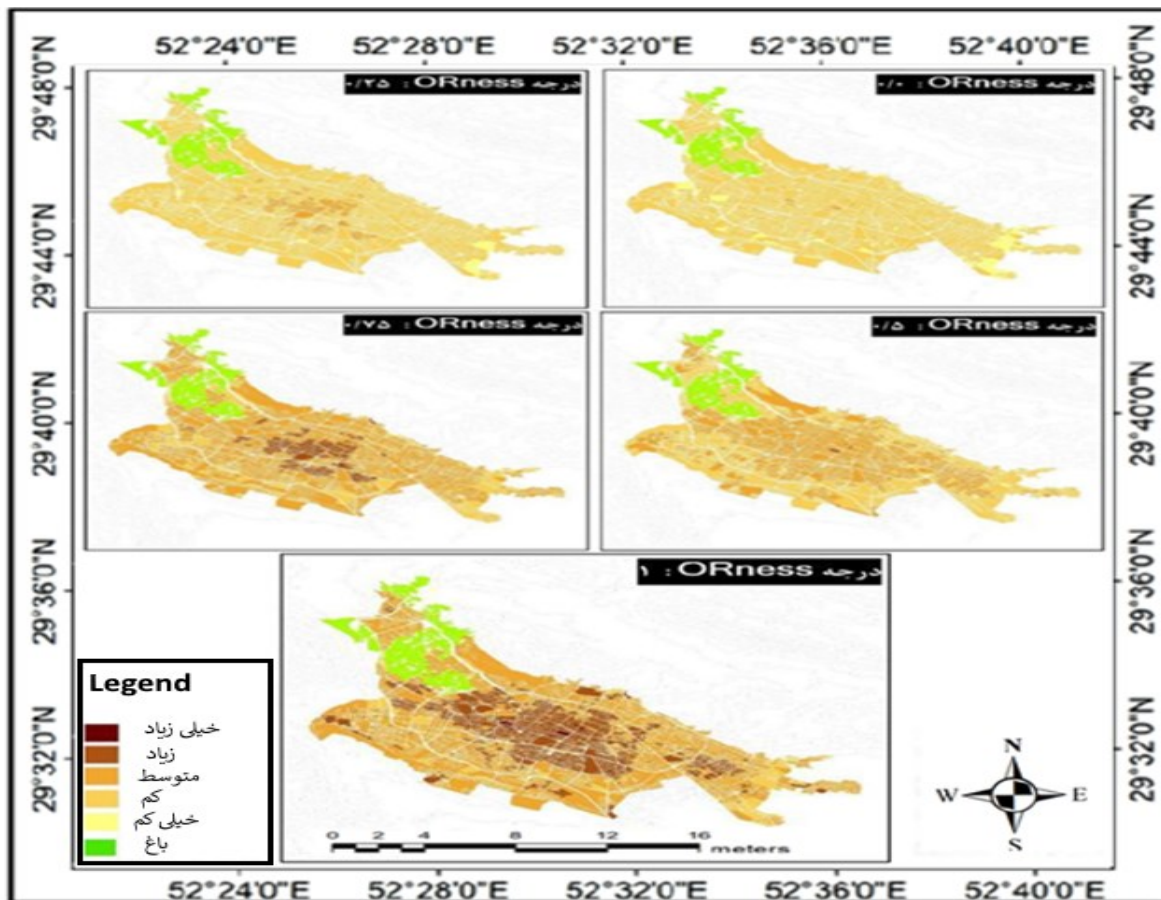 52°24'0"E 52°28'0"E 52°32'0"E 52°36'0"E 52°40'0"E
29°48'0"N
29°44'0"N
29°40'0"N
29°36'0"N
29°32'0"N
29°48'0"N
29°44'0"N
29°40'0"N
29°36'0"N
29°32'0"N
درجه ORness : ۰/۰
درجه ORness : ۰/۲۵
درجه ORness : ۰/۵
درجه ORness : ۰/۷۵
درجه ORness : ۱
Legend
خیلی زیاد
زیاد
متوسط
کم
خیلی کم
باغ
0 2 4 8 12 16
meters
N
W E
S
52°24'0"E 52°28'0"E 52°32'0"E 52°36'0"E 52°40'0"E